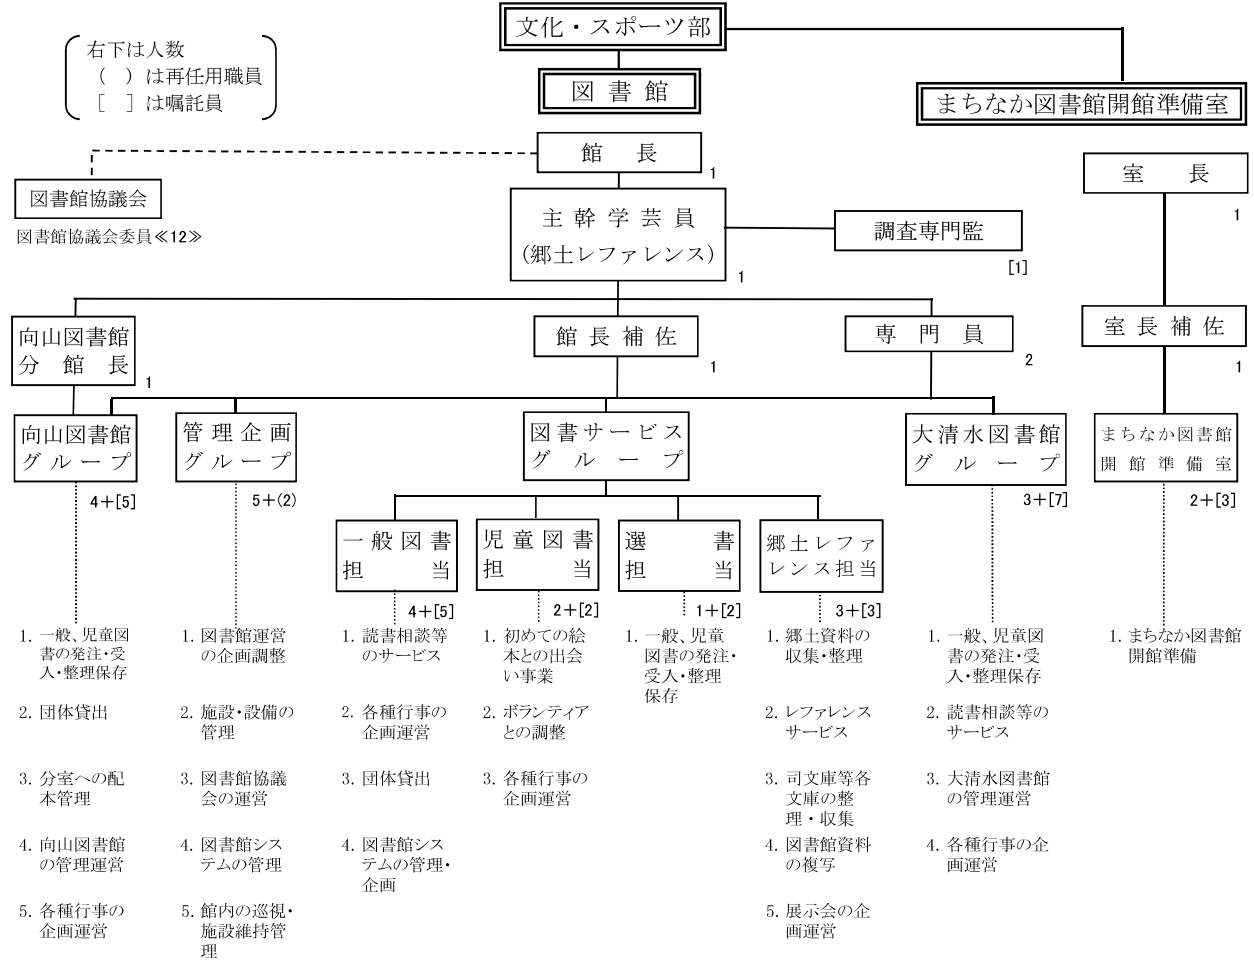 文化・スポーツ部
右下は人数
（　）は再任用職員
［　］は嘱託員
図書館
まちなか図書館開館準備室
館長
1
室長
1
図書館協議会
図書館協議会委員≪12≫
主幹学芸員
(郷土レファレンス)
1
調査専門監
[1]
向山図書館
分館長
1
館長補佐
1
専門員
2
室長補佐
1
向山図書館
グループ
4＋[5]
管理企画
グループ
5＋(2)
図書サービス
グループ
大清水図書館
グループ
3＋[7]
まちなか図書館
開館準備室
2＋[3]
一般図書
担当
4＋[5]
児童図書
担当
2＋[2]
選書
担当
1＋[2]
郷土レファ
レンス担当
3＋[3]
1. 一般、児童図
書の発注・受
入・整理保存
2. 団体貸出
3. 分室への配
本管理
4. 向山図書館
の管理運営
5. 各種行事の
企画運営
1. 図書館運営
の企画調整
2. 施設・設備の
管理
3. 図書館協議
会の運営
4. 図書館シス
テムの管理
5. 館内の巡視・
施設維持管
理
1. 読書相談等
のサービス
2. 各種行事の
企画運営
3. 団体貸出
4. 図書館シス
テムの管理・
企画
1. 初めての絵
本との出会
い事業
2. ボランティア
との調整
3. 各種行事の
企画運営
1. 一般、児童
図書の発注・
受入・整理
保存
1. 郷土資料の
収集・整理
2. レファレンス
サービス
3. 司文庫等各
文庫の整
理・収集
4. 図書館資料
の複写
5. 展示会の企
画運営
1. 一般、児童図
書の発注・受
入・整理保存
2. 読書相談等の
サービス
3. 大清水図書館
の管理運営
4. 各種行事の企
画運営
1. まちなか図書館
開館準備